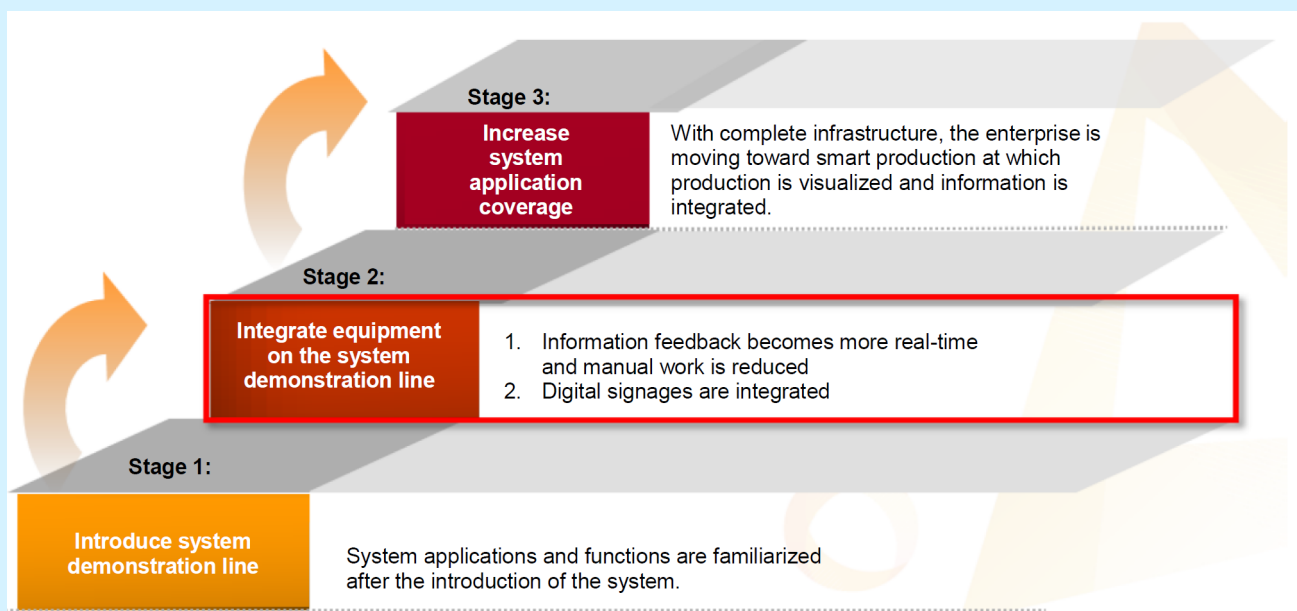 Stage 3:
Increase
system
application
coverage
With complete infrastructure, the enterprise is
moving toward smart production at which
production is visualized and information is
integrated.
Stage 2:
Integrate equipment
on the system
demonstration line
1. Information feedback becomes more real-time
and manual work is reduced
2. Digital signages are integrated
Stage 1:
Introduce system
demonstration line
System applications and functions are familiarized
after the introduction of the system.